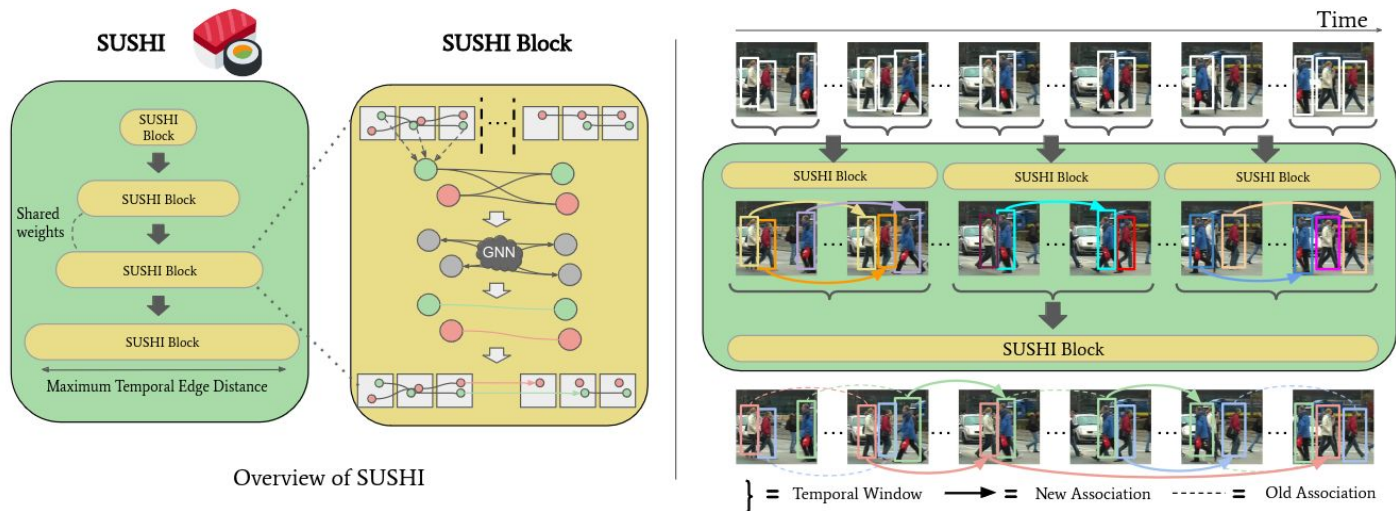 SUSHI
SUSHI
Block
SUSHI Block
SUSHI Block
SUSHI Block
Shared
weights
Maximum Temporal Edge Distance
SUSHI Block
...
GNN
Overview of SUSHI
Time
... ... ... ... ...
SUSHI Block
SUSHI Block
SUSHI Block
... ... ... ... ...
SUSHI Block
... ... ... ... ...
} = Temporal Window
= New Association
= Old Association